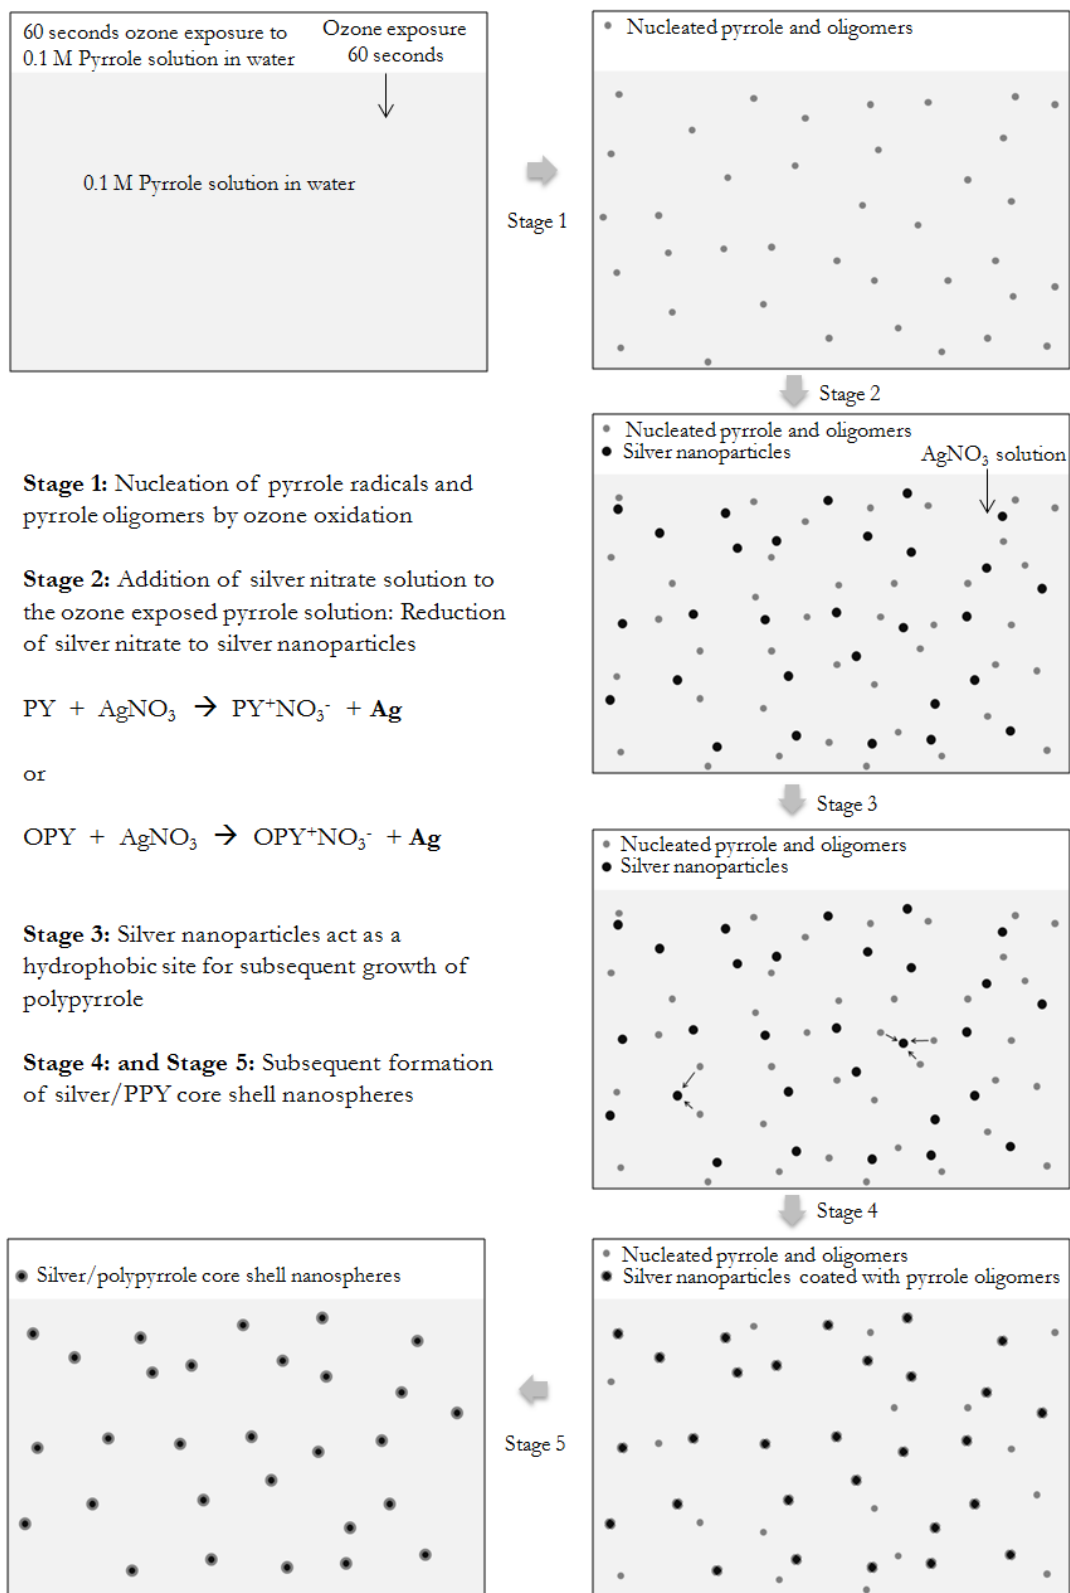 60 seconds ozone exposure to
0.1 M Pyrrole solution in water
Ozone exposure
60 seconds
0.1 M Pyrrole solution in water
Stage 1
Nucleated pyrrole and oligomers
Stage 2
Nucleated pyrrole and oligomers
Silver nanoparticles
AgNO₃ solution
Stage 1: Nucleation of pyrrole radicals and
pyrrole oligomers by ozone oxidation
Stage 2: Addition of silver nitrate solution to
the ozone exposed pyrrole solution: Reduction
of silver nitrate to silver nanoparticles
PY + AgNO₃ → PY⁺NO₃⁻ + Ag
or
OPY + AgNO₃ → OPY⁺NO₃⁻ + Ag
Stage 3: Silver nanoparticles act as a
hydrophobic site for subsequent growth of
polypyrrole
Stage 4: and Stage 5: Subsequent formation
of silver/PPY core shell nanospheres
Stage 3
Nucleated pyrrole and oligomers
Silver nanoparticles
Stage 4
Nucleated pyrrole and oligomers
Silver nanoparticles coated with pyrrole oligomers
Stage 5
Silver/polypyrrole core shell nanospheres